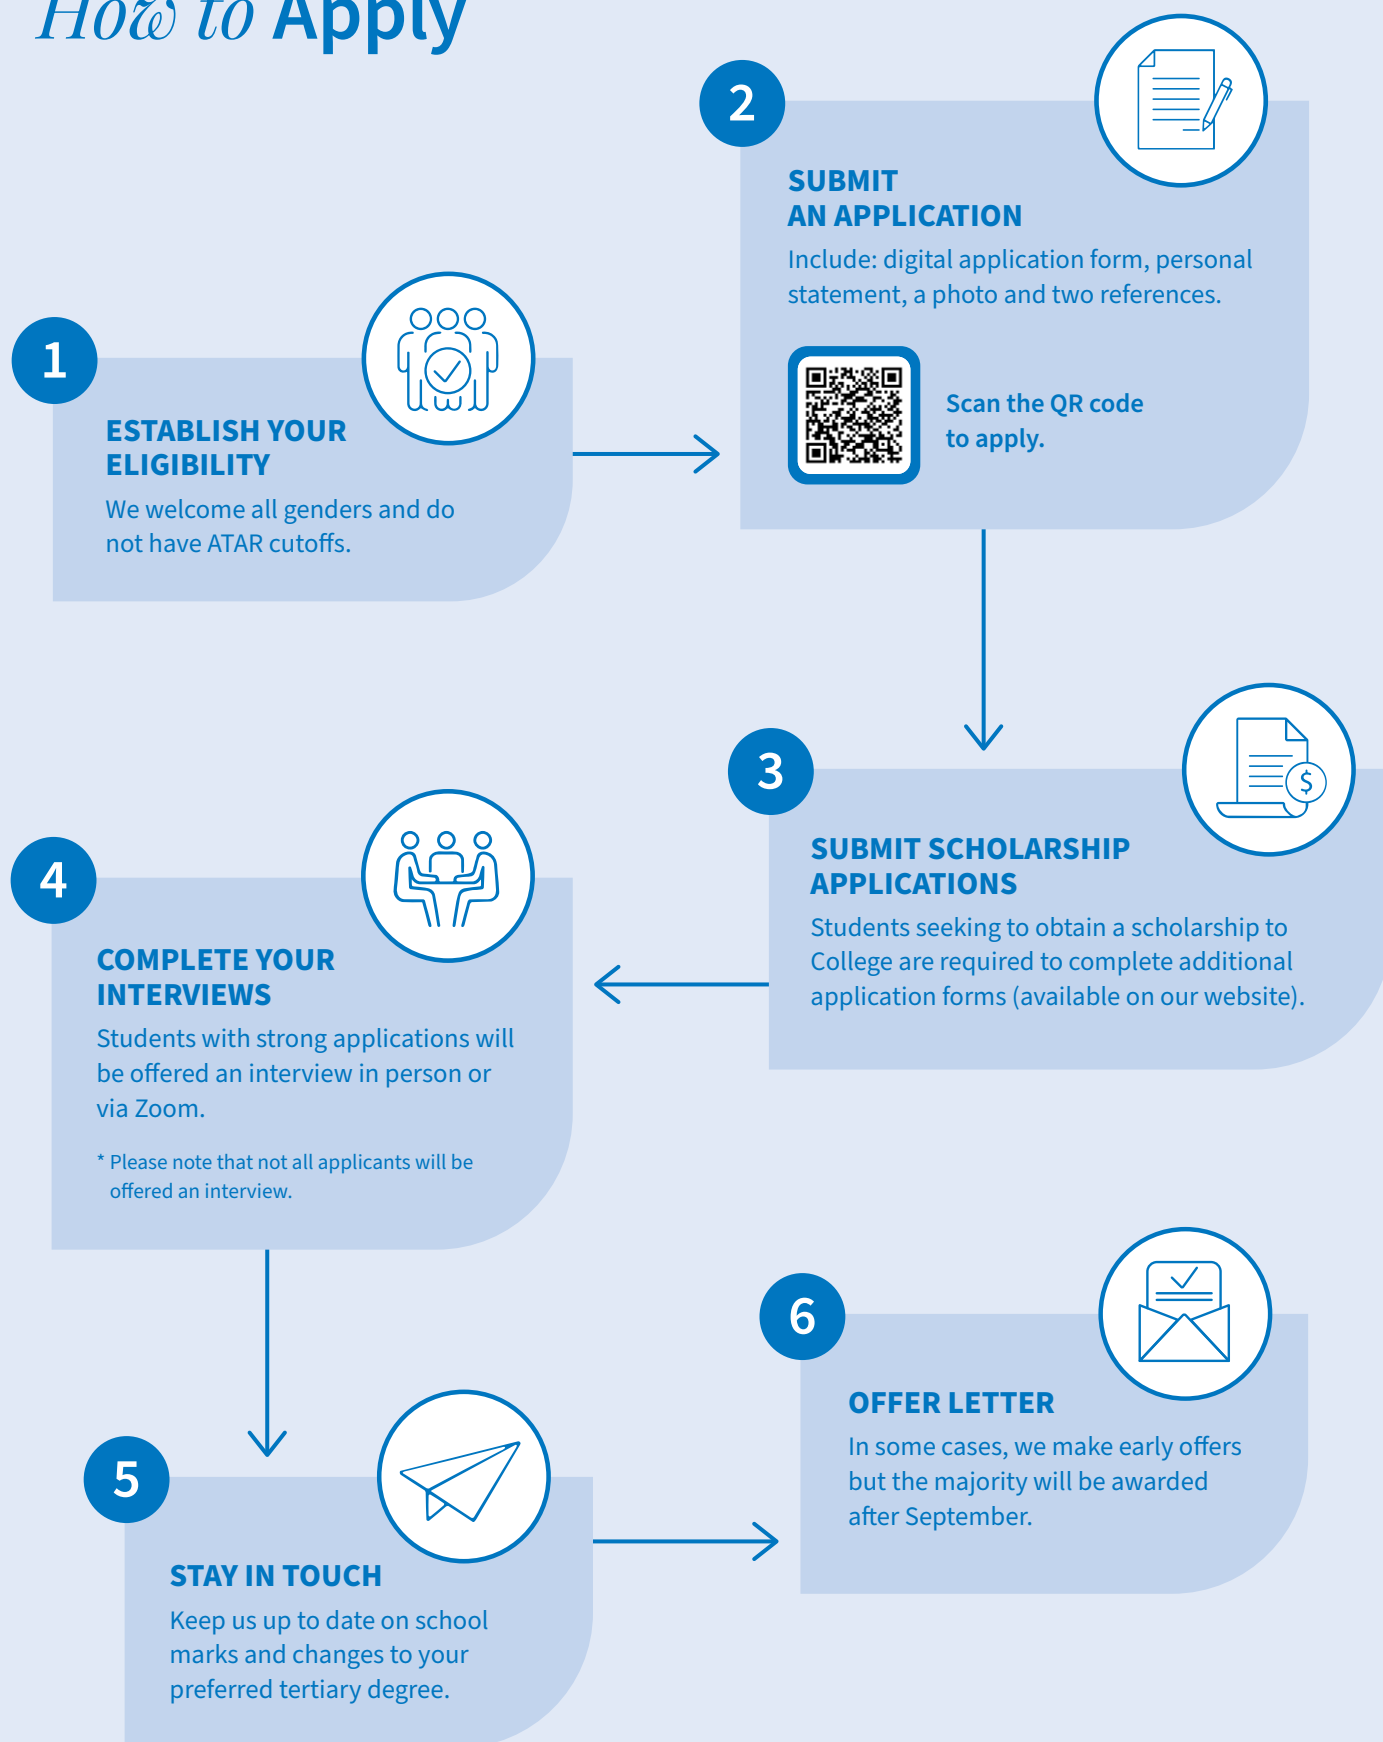 How to Apply
1
ESTABLISH YOUR
ELIGIBILITY
We welcome all genders and do
not have ATAR cutoffs.
2
SUBMIT
AN APPLICATION
Include: digital application form, personal
statement, a photo and two references.
Scan the QR code
to apply.
3
SUBMIT SCHOLARSHIP
APPLICATIONS
Students seeking to obtain a scholarship to
College are required to complete additional
application forms (available on our website).
$
4
COMPLETE YOUR
INTERVIEWS
Students with strong applications will
be offered an interview in person or
via Zoom.
* Please note that not all applicants will be
offered an interview.
5
STAY IN TOUCH
Keep us up to date on school
marks and changes to your
preferred tertiary degree.
6
OFFER LETTER
In some cases, we make early offers
but the majority will be awarded
after September.